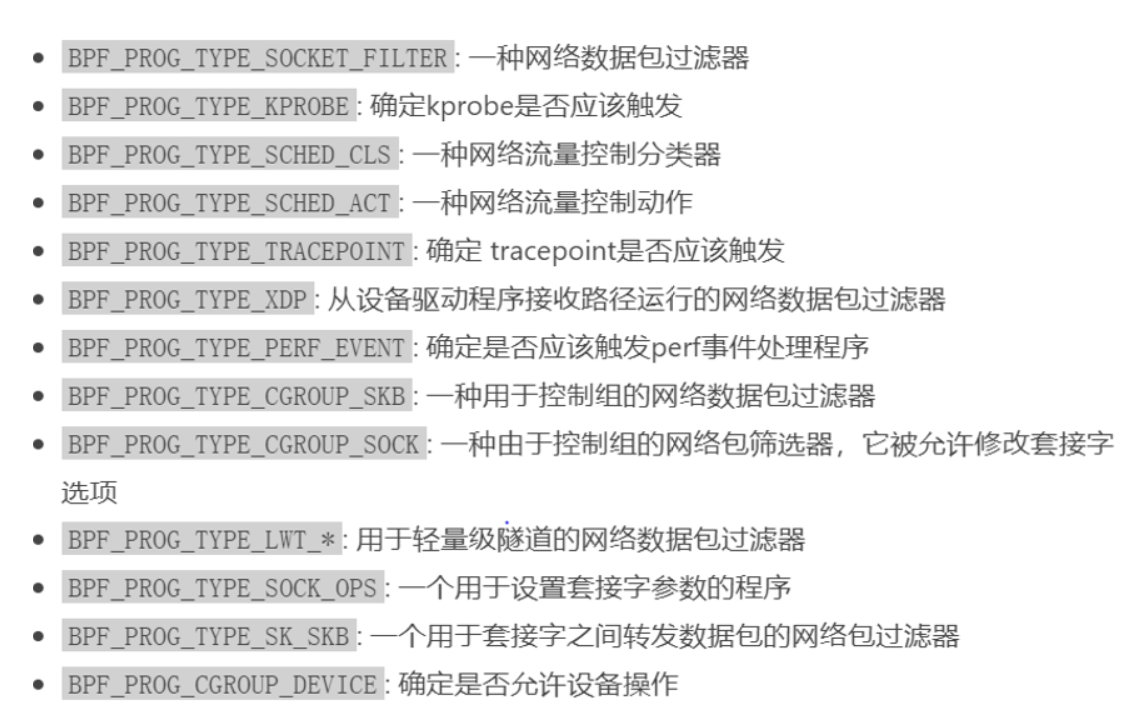 BPF_PROG_TYPE_SOCKET_FILTER: 一种网络数据包过滤器
BPF_PROG_TYPE_KPROBE: 确定kprobe是否应该触发
BPF_PROG_TYPE_SCHED_CLS: 一种网络流量控制分类器
BPF_PROG_TYPE_SCHED_ACT: 一种网络流量控制动作
BPF_PROG_TYPE_TRACEPOINT: 确定 tracepoint是否应该触发
BPF_PROG_TYPE_XDP: 从设备驱动程序接收路径运行的网络数据包过滤器
BPF_PROG_TYPE_PERF_EVENT: 确定是否应该触发perf事件处理程序
BPF_PROG_TYPE_CGROUP_SKB: 一种用于控制组的网络数据包过滤器
BPF_PROG_TYPE_CGROUP_SOCK: 一种由于控制组的网络包筛选器，它被允许修改套接字
选项
BPF_PROG_TYPE_LWT_*: 用于轻量级隧道的网络数据包过滤器
BPF_PROG_TYPE_SOCK_OPS: 一个用于设置套接字参数的程序
BPF_PROG_TYPE_SK_SKB: 一个用于套接字之间转发数据包的网络包过滤器
BPF_PROG_CGROUP_DEVICE: 确定是否允许设备操作